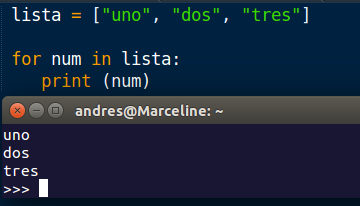 lista = ["uno", "dos", "tres"]
for num in lista:
print (num)
andres@Marceline: ~
uno
dos
tres
>>>